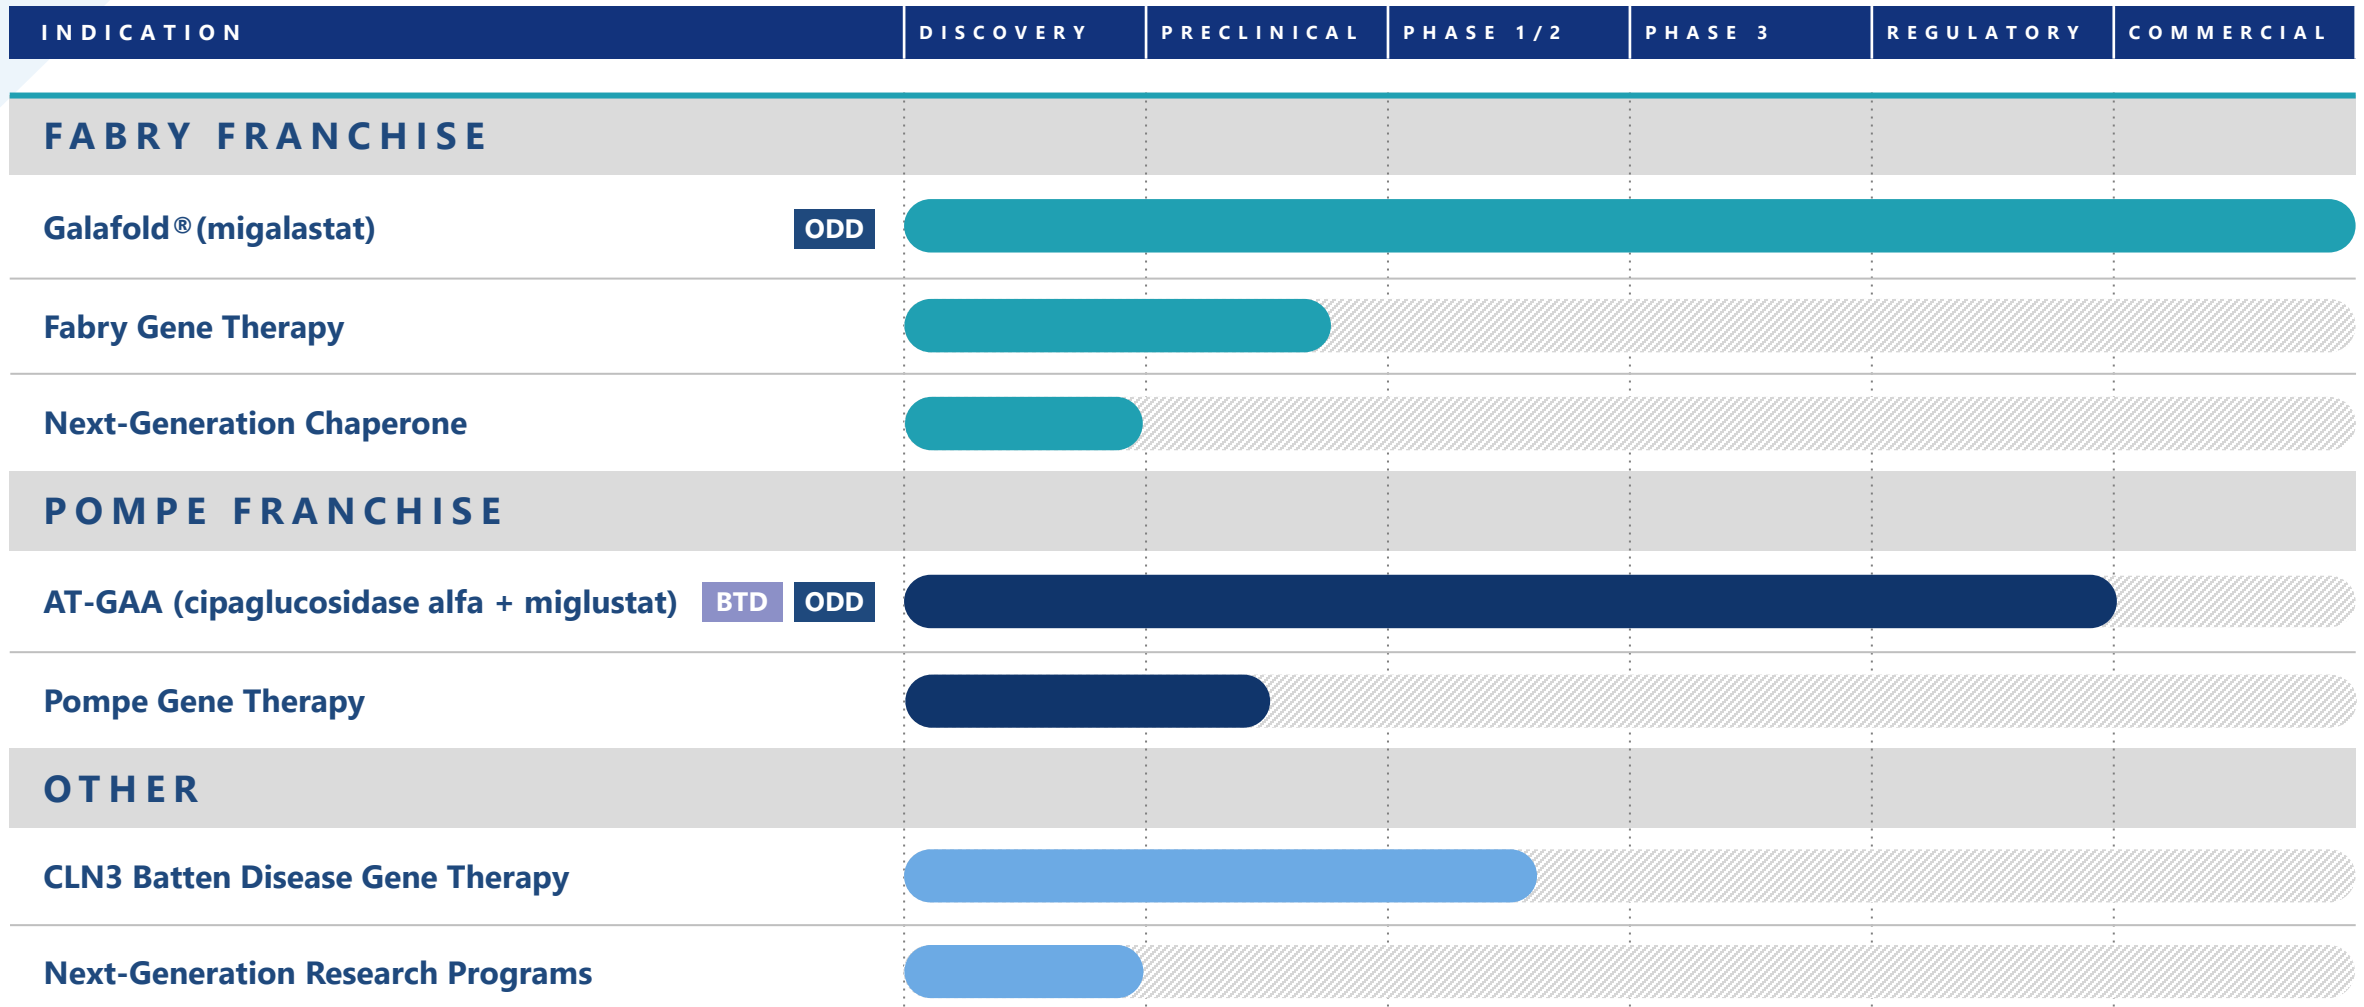 INDICATION DISCOVERY PRECLINICAL PHASE 1/2 PHASE 3 REGULATORY COMMERCIAL
FABRY FRANCHISE
Galafold® (migalastat) ODD
Fabry Gene Therapy
Next-Generation Chaperone
POMPE FRANCHISE
AT-GAA (cipaglucosidase alfa + miglustat) BTD ODD
Pompe Gene Therapy
OTHER
CLN3 Batten Disease Gene Therapy
Next-Generation Research Programs